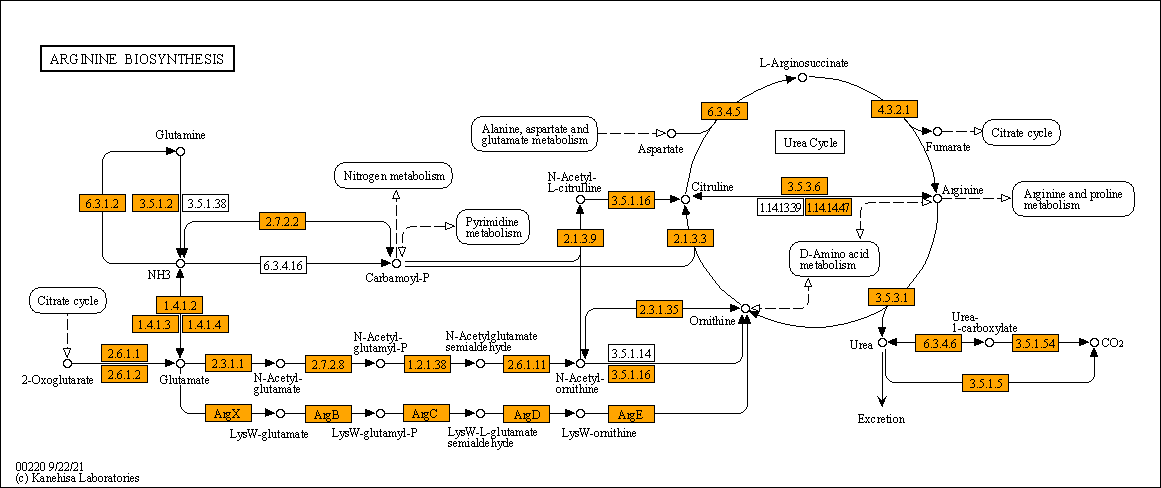 ARGININE BIOSYNTHESIS
L-Arginosuccinate
6.3.4.5
4.3.2.1
Alanine, aspartate and
glutamate metabolism
Aspartate
Urea Cycle
Fumarate
Citrate cycle
Glutamine
Nitrogen metabolism
N-Acetyl-
L-citrulline
6.3.1.2
3.5.1.2
3.5.1.38
3.5.1.16
Citruline
3.5.3.6
1.14.13.39
1.14.14.47
Arginine
Arginine and proline
metabolism
2.7.2.2
Pyrimidine
metabolism
2.1.3.9
2.1.3.3
D-Amino acid
metabolism
NH3
6.3.4.16
Carbamoyl-P
Citrate cycle
1.4.1.2
1.4.1.3
1.4.1.4
2.3.1.35
Ornithine
3.5.3.1
Urea-
1-carboxylate
2-Oxoglutarate
2.6.1.1
2.6.1.2
Glutamate
2.3.1.1
N-Acetyl-
glutamate
2.7.2.8
N-Acetyl-
glutamyl-P
1.2.1.38
N-Acetylglutamate
semialdehyde
2.6.1.11
N-Acetyl-
ornithine
3.5.1.14
3.5.1.16
Urea
6.3.4.6
3.5.1.54
CO2
3.5.1.5
ArgX
LysW-glutamate
ArgB
LysW-glutamyl-P
ArgC
LysW-L-glutamate
semialdehyde
ArgD
LysW-ornithine
ArgE
Excretion
00220 9/22/21
(c) Kanehisa Laboratories